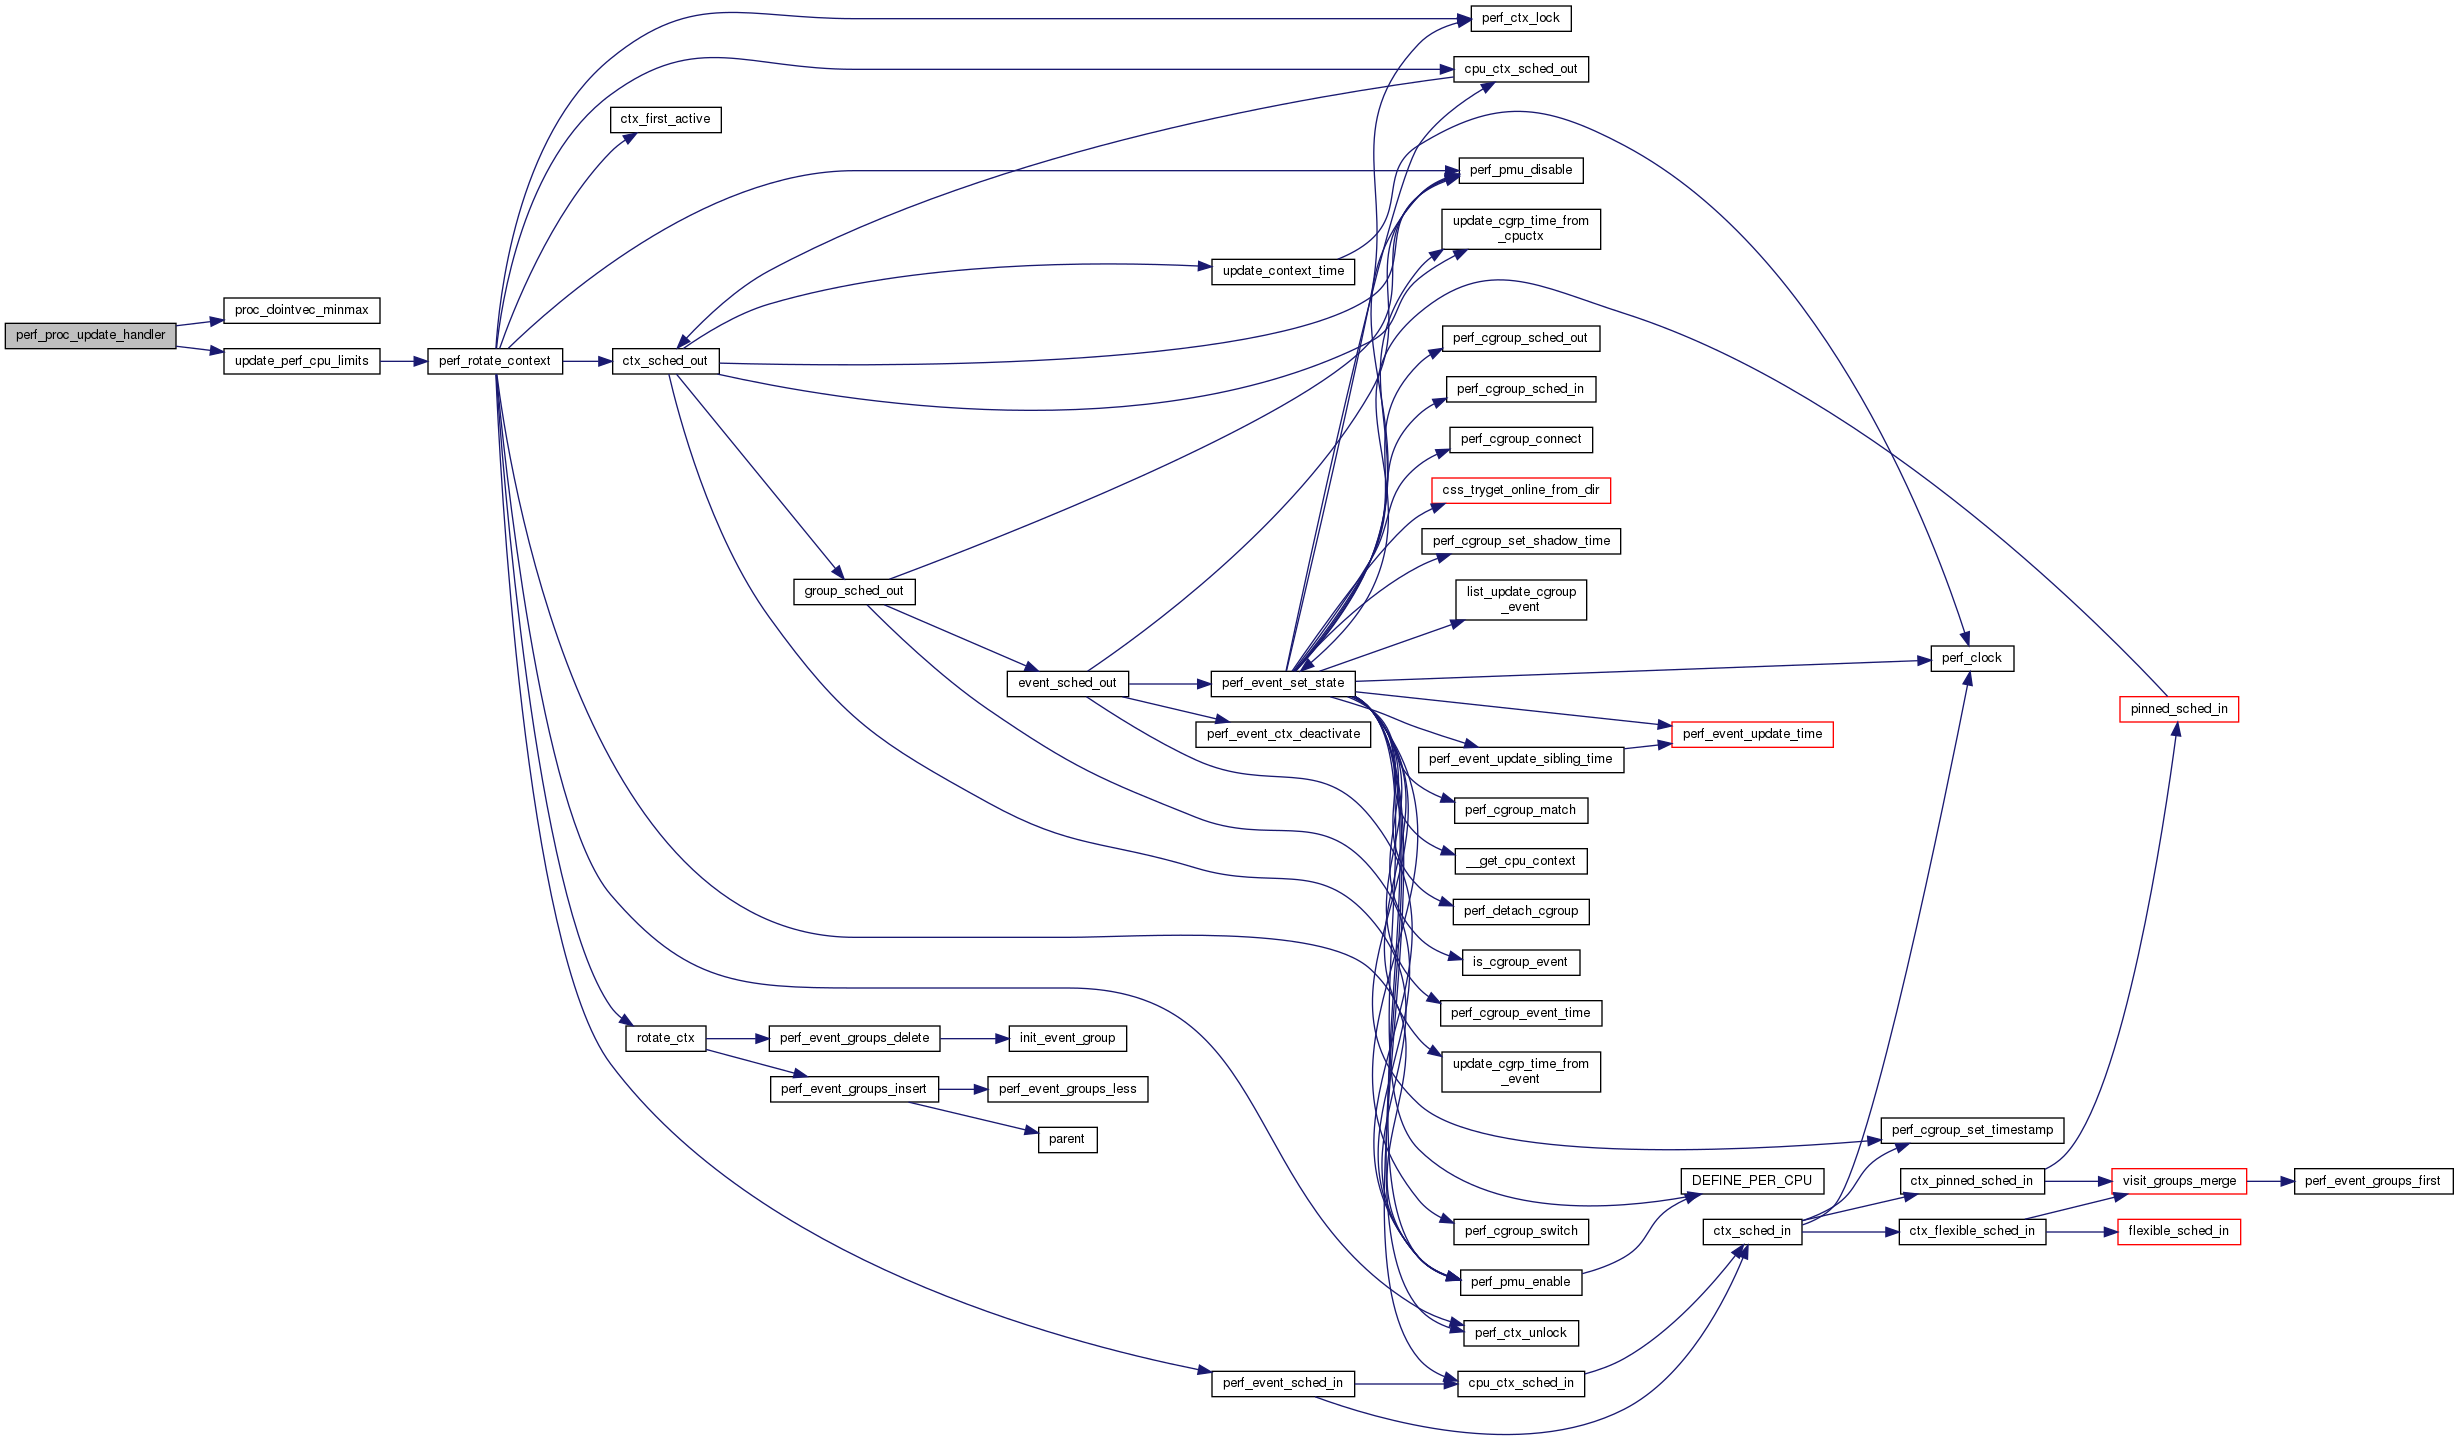 perf_ctx_lock
cpu_ctx_sched_out
ctx_first_active
perf_pmu_disable
update_cgrp_time_from
_cpuctx
update_context_time
proc_dointvec_minmax
perf_proc_update_handler
perf_cgroup_sched_out
update_perf_cpu_limits
perf_rotate_context
ctx_sched_out
perf_cgroup_sched_in
perf_cgroup_connect
css_tryget_online_from_dir
perf_cgroup_set_shadow_time
group_sched_out
list_update_cgroup
_event
perf_clock
event_sched_out
perf_event_set_state
pinned_sched_in
perf_event_ctx_deactivate
perf_event_update_time
perf_event_update_sibling_time
perf_cgroup_match
__get_cpu_context
perf_detach_cgroup
is_cgroup_event
perf_cgroup_event_time
rotate_ctx
perf_event_groups_delete
init_event_group
update_cgrp_time_from
_event
perf_event_groups_insert
perf_event_groups_less
parent
perf_cgroup_set_timestamp
DEFINE_PER_CPU
ctx_pinned_sched_in
visit_groups_merge
perf_event_groups_first
perf_cgroup_switch
ctx_sched_in
ctx_flexible_sched_in
flexible_sched_in
perf_pmu_enable
perf_ctx_unlock
perf_event_sched_in
cpu_ctx_sched_in